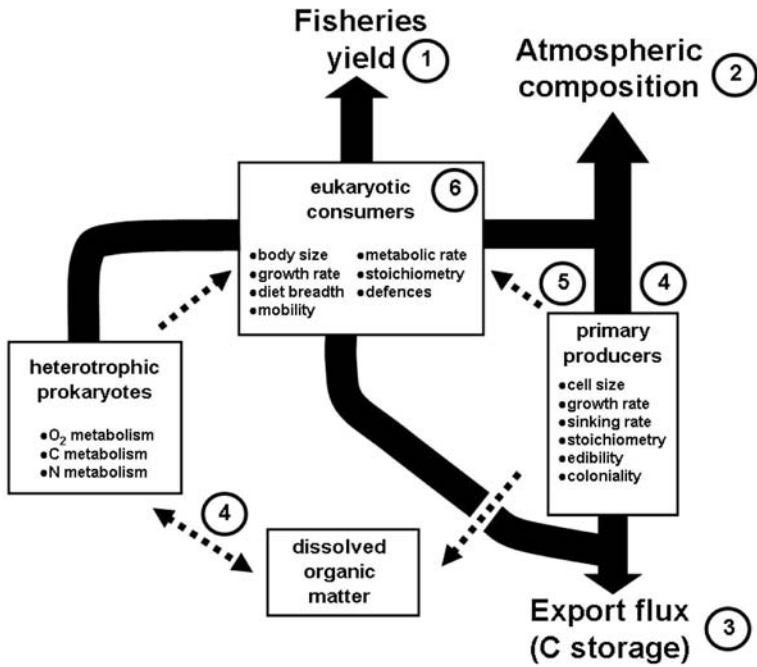 Fisheries
yield 1
Atmospheric
composition 2
6
eukaryotic
consumers
•body size •metabolic rate
•growth rate •stoichiometry
•diet breadth •defences
•mobility
5 4
primary
producers
•cell size
•growth rate
•sinking rate
•stoichiometry
•edibility
•coloniality
heterotrophic
prokaryotes
•O₂ metabolism
•C metabolism
•N metabolism
4
dissolved
organic
matter
Export flux
(C storage) 3